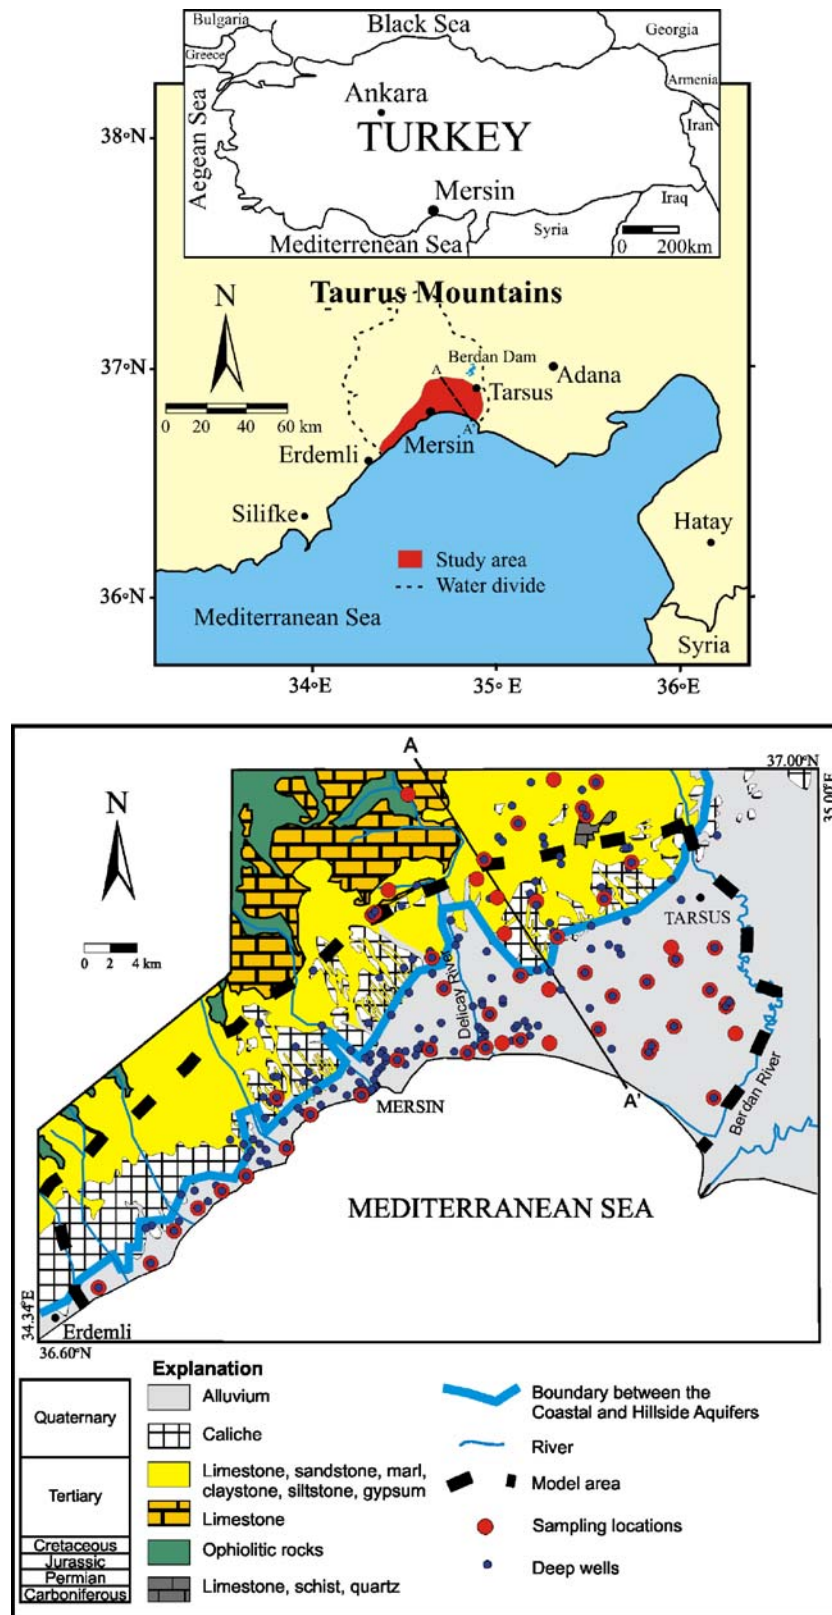 Bulgaria
Black Sea
Georgia
Greece
Armenia
Ankara
TURKEY
Iran
Aegean Sea
Mersin
Iraq
Mediterrenean Sea
Syria
0 200km
38°N
37°N
36°N
Taurus Mountains
N
Berdan Dam
A
Adana
Tarsus
0 20 40 60 km
A'
Mersin
Erdemli
Silifke
Hatay
Study area
Water divide
Mediterranean Sea
Syria
34°E 35°E 36°E
A
37.00°N
35.00°E
N
0 2 4 km
TARSUS
Delicay River
MERSIN
A'
Berdan River
MEDITERRANEAN SEA
34.34°E
Erdemli
36.60°N
Explanation
Quaternary
Tertiary
Cretaceous
Jurassic
Permian
Carboniferous
Alluvium
Caliche
Limestone, sandstone, marl,
claystone, siltstone, gypsum
Limestone
Ophiolitic rocks
Limestone, schist, quartz
Boundary between the
Coastal and Hillside Aquifers
River
Model area
Sampling locations
Deep wells